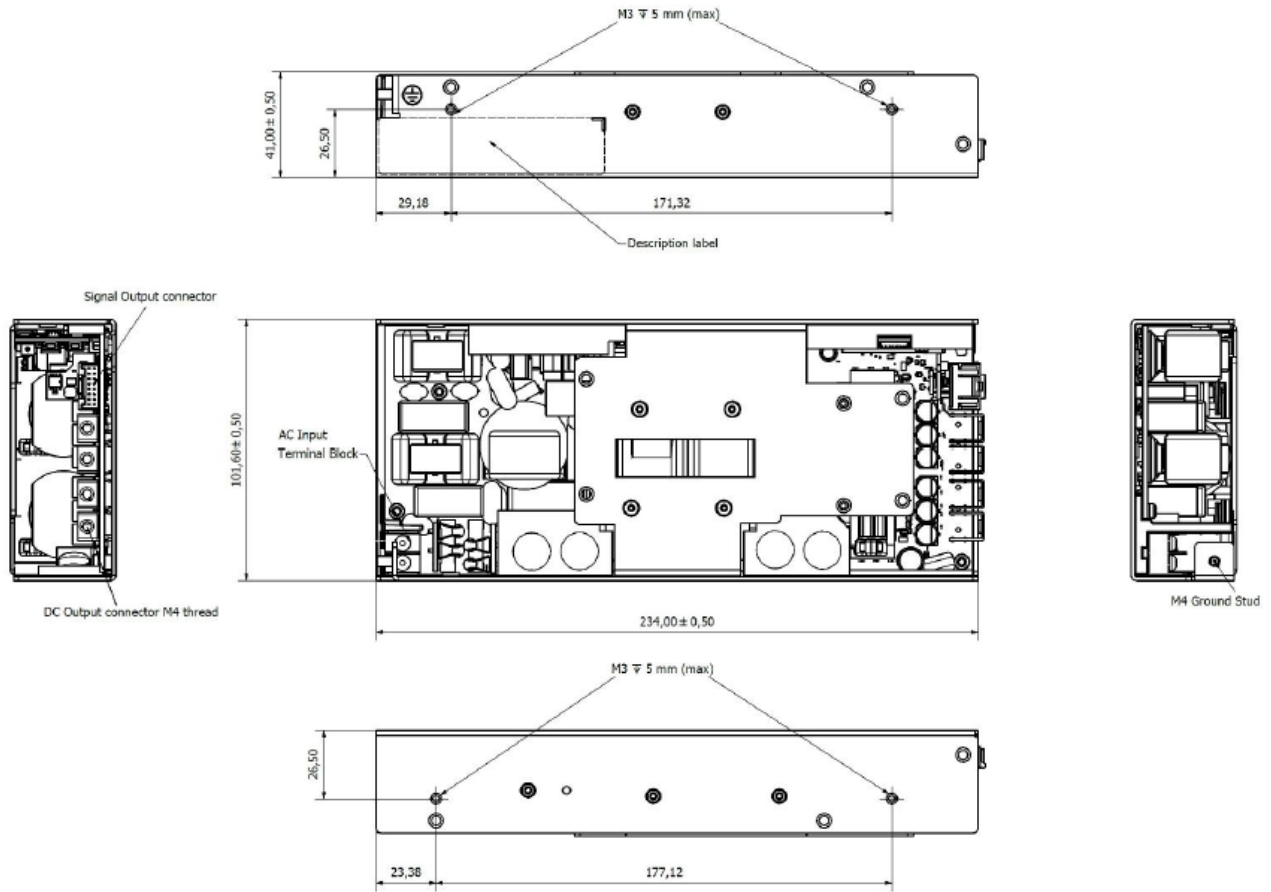 M3 ↧ 5 mm (max)
41,00± 0,50
26,50
29,18
171,32
Description label
Signal Output connector
AC Input
Terminal Block
101,60± 0,50
DC Output connector M4 thread
M4 Ground Stud
234,00± 0,50
M3 ↧ 5 mm (max)
26,50
23,38
177,12